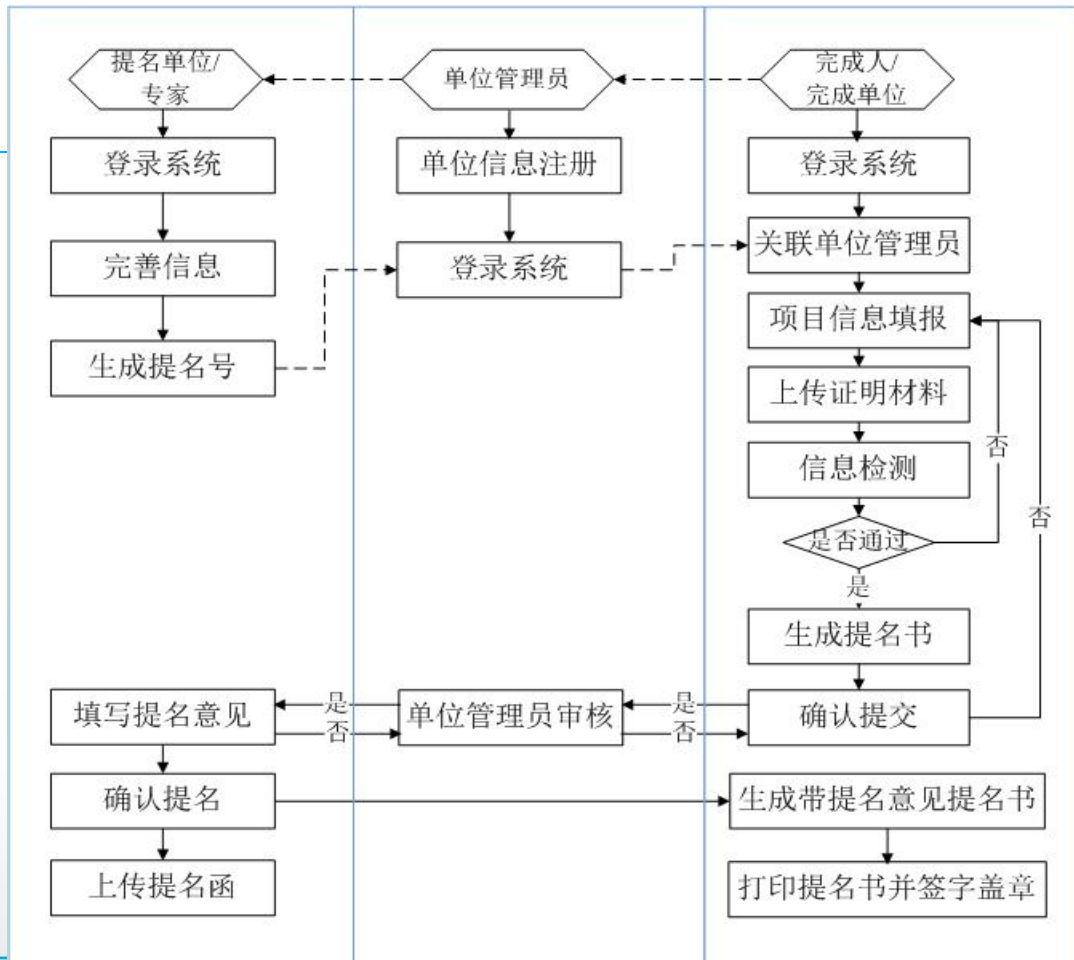 提名单位/
专家
单位管理员
完成人/
完成单位
登录系统
单位信息注册
登录系统
完善信息
登录系统
关联单位管理员
生成提名号
项目信息填报
上传证明材料
信息检测
否
否
是否通过
是
生成提名书
填写提名意见
是
否
单位管理员审核
是
否
确认提交
确认提名
生成带提名意见提名书
上传提名函
打印提名书并签字盖章